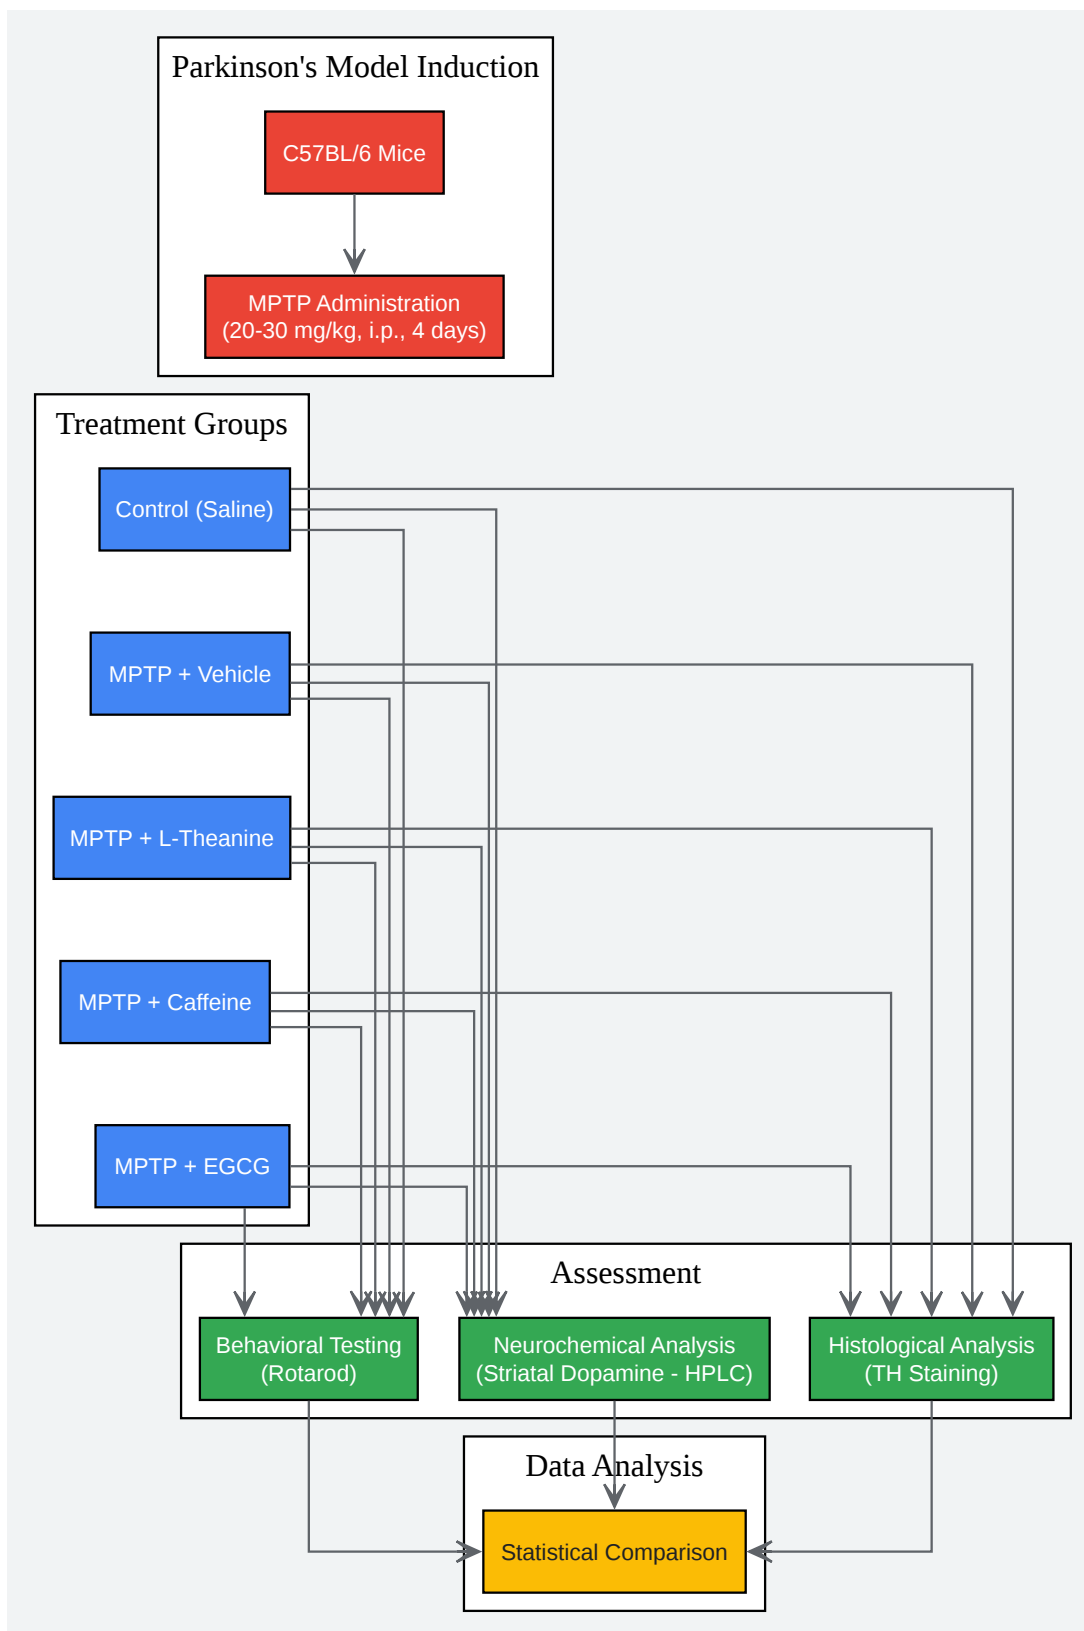 Parkinson's Model Induction
C57BL/6 Mice
MPTP Administration
(20-30 mg/kg, i.p., 4 days)
Treatment Groups
Control (Saline)
MPTP + Vehicle
MPTP + L-Theanine
MPTP + Caffeine
MPTP + EGCG
Assessment
Behavioral Testing
(Rotarod)
Neurochemical Analysis
(Striatal Dopamine - HPLC)
Histological Analysis
(TH Staining)
Data Analysis
Statistical Comparison